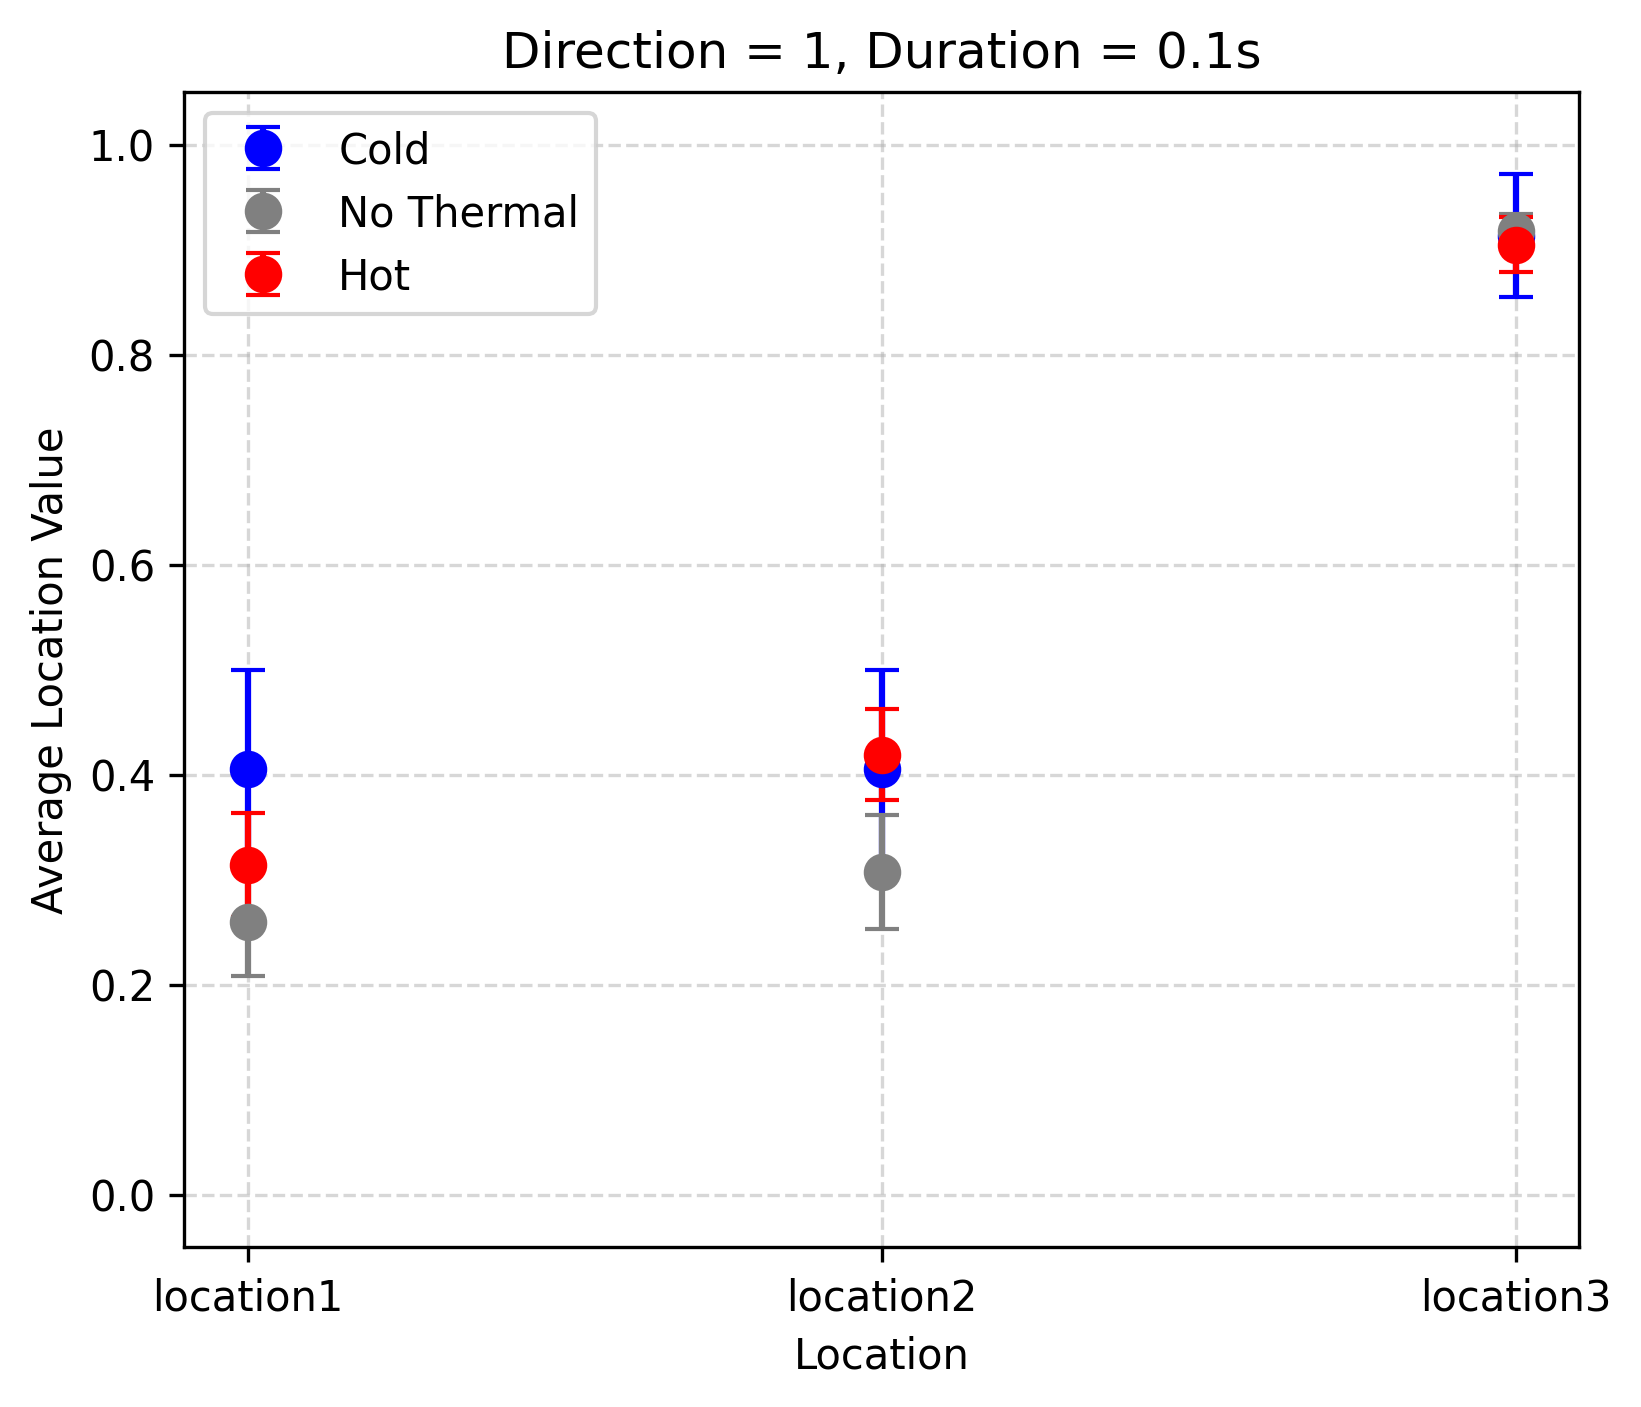 Direction = 1, Duration = 0.1s
Cold
No Thermal
Hot
1.0
0.8
0.6
0.4
0.2
0.0
Average Location Value
location1
location2
location3
Location